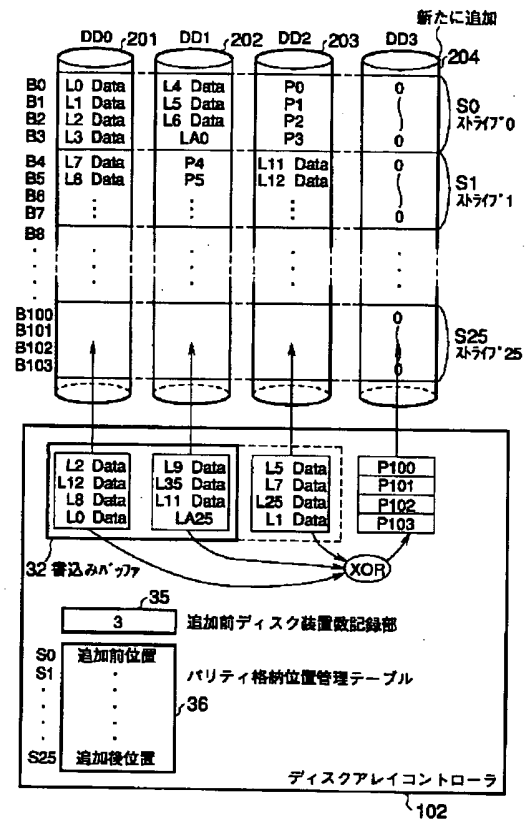 新たに追加
DD0 201 DD1 202 DD2 203 DD3 204
B0 L0 Data L4 Data P0 0
B1 L1 Data L5 Data P1
B2 L2 Data L6 Data P2
B3 L3 Data LA0 P3 0
S0
ストライプ0
B4 L7 Data P4 L11 Data 0
B5 L8 Data P5 L12 Data
B6
B7 0
S1
ストライプ1
B8
B100 0
B101
B102
B103 0
S25
ストライプ25
L2 Data L9 Data L5 Data P100
L12 Data L35 Data L7 Data P101
L8 Data L11 Data L25 Data P102
L0 Data LA25 L1 Data P103
XOR
32 書込みバッファ
35
3 追加前ディスク装置数記録部
S0 追加前位置
S1 パリティ格納位置管理テーブル
36
S25 追加後位置
ディスクアレイコントローラ
102